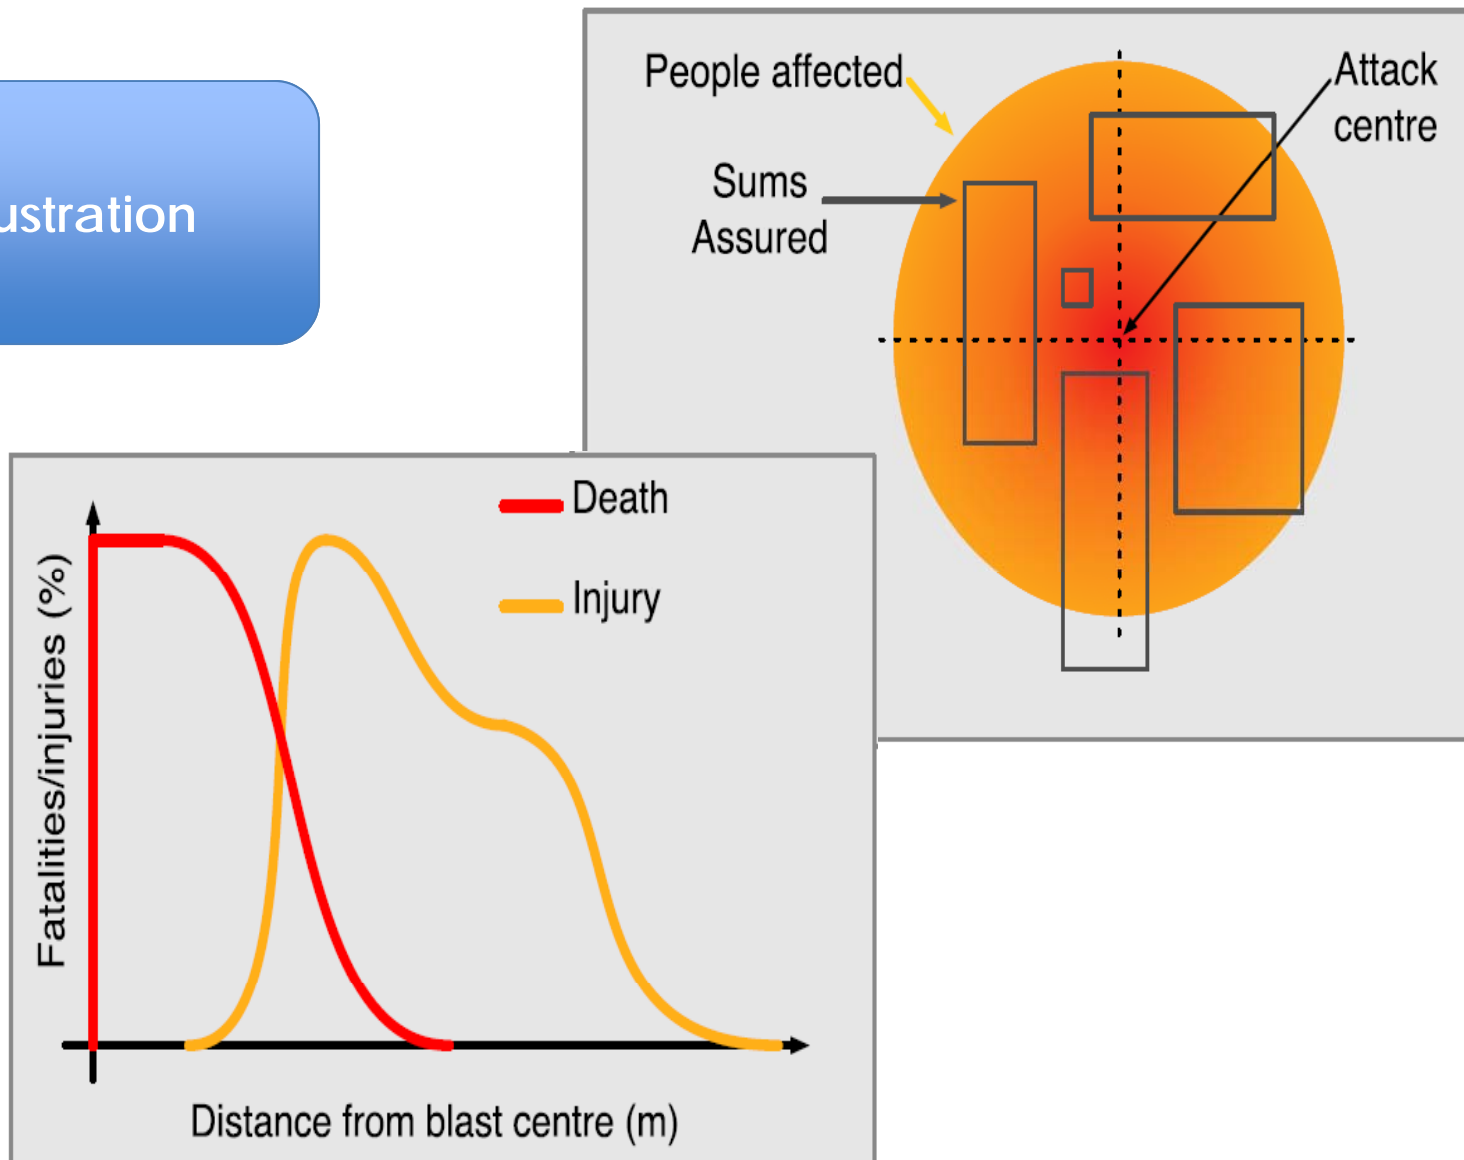 ustration
People affected
Attack
centre
Sums
Assured
Death
Injury
Fatalities/injuries (%)
Distance from blast centre (m)